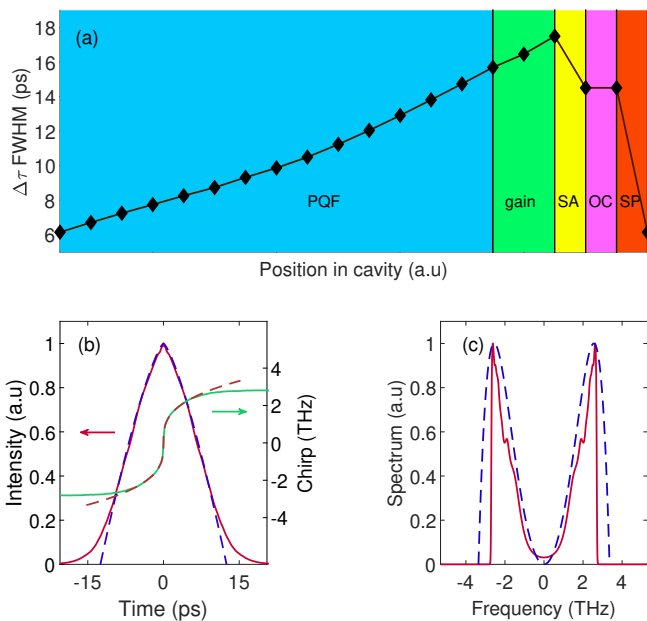 18
16
14
12
10
8
6
Δτ FWHM (ps)
(a)
PQF
gain
SA
OC
SP
Position in cavity (a.u)
(b)
1
0.8
0.6
0.4
0.2
0
Intensity (a.u)
-15
0
15
Time (ps)
4
2
0
-2
-4
Chirp (THz)
(c)
1
0.8
0.6
0.4
0.2
0
Spectrum (a.u)
-4
-2
0
2
4
Frequency (THz)